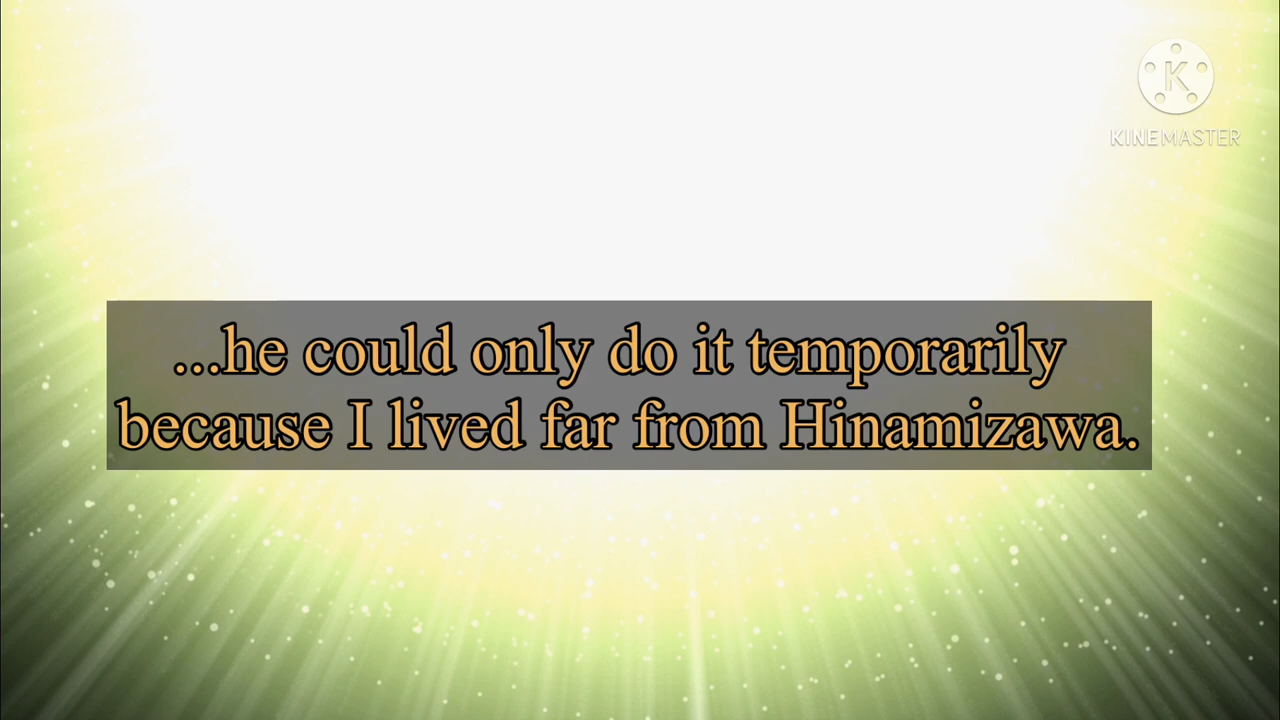 KINEMASTER
...he could only do it temporarily
because I lived far from Hinamizawa.